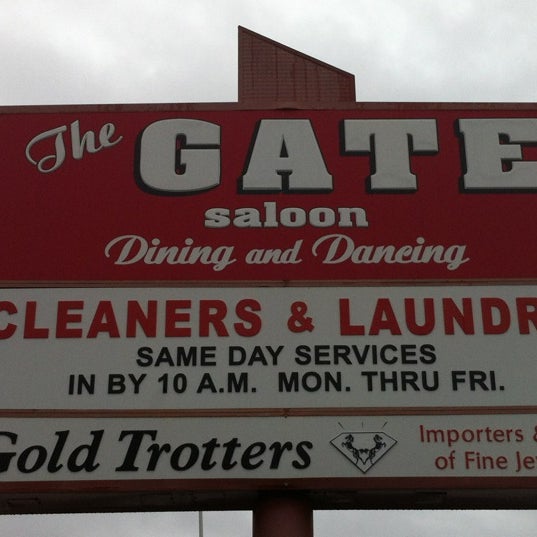 The GATE
saloon
Dining and Dancing
CLEANERS & LAUNDR
SAME DAY SERVICES
IN BY 10 A.M. MON. THRU FRI.
Gold Trotters
Importers &
of Fine Je